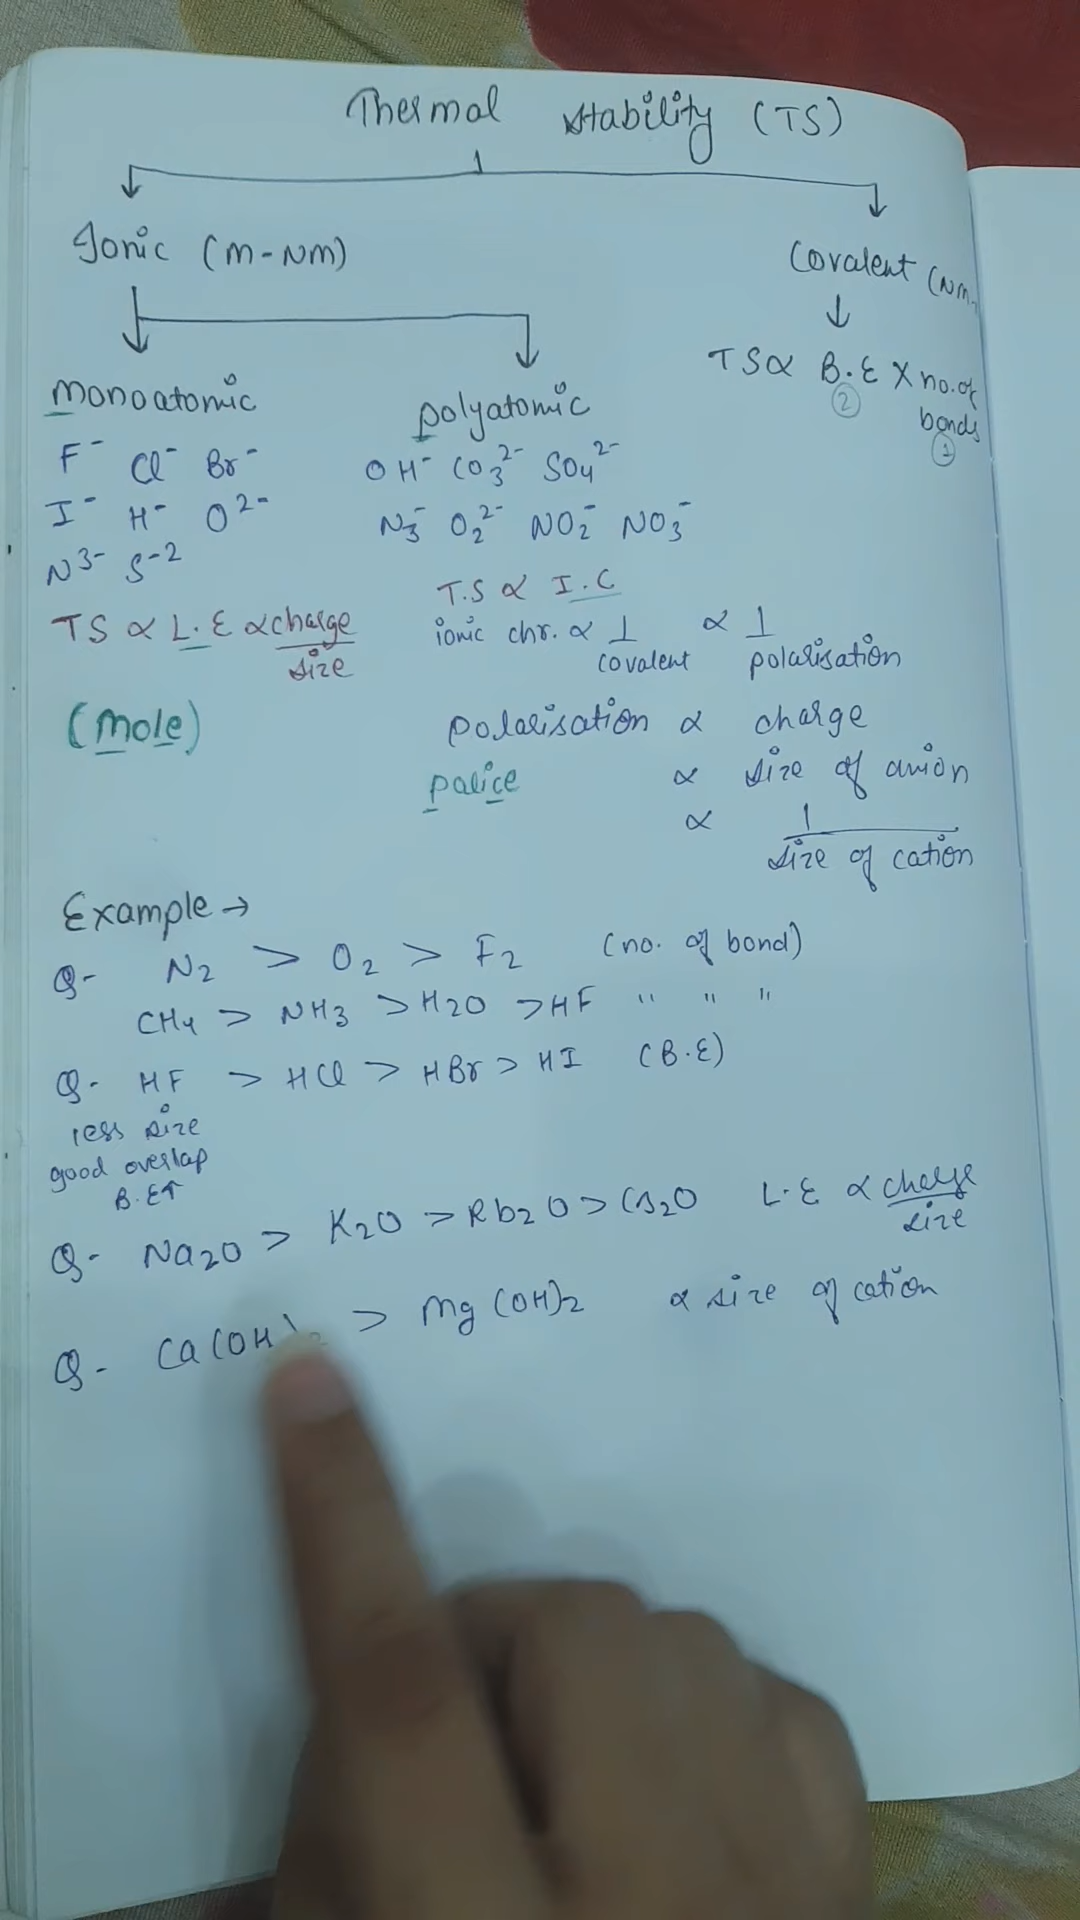 Thermal stability (TS)
Ionic (M-NM)
Covalent (NM-
Monoatomic
F⁻ Cl⁻ Br⁻
I⁻ H⁻ O²⁻
N³⁻ S⁻²
TS ∝ L.E ∝ charge/size
(Mole)
Polyatomic
OH⁻ CO₃²⁻ SO₄²⁻
N₃⁻ O₂²⁻ NO₂⁻ NO₃⁻
T.S ∝ I.C
ionic chr. ∝ 1/covalent ∝ 1/polarisation
Polarisation ∝ charge
∝ size of anion
∝ 1/size of cation
palice
TS ∝ B.E × no. of
bonds
② ①
Example →
Q- N2 > O2 > F2 (no. of bond)
CH4 > NH3 > H2O > HF " " "
Q- HF > HCl > HBr > HI (B.E)
less size
good overlap
B.E↑
Q- Na2O > K2O > Rb2O > Cs2O L.E ∝ charge/size
Q- Ca(OH)2 > Mg(OH)2 ∝ size of cation